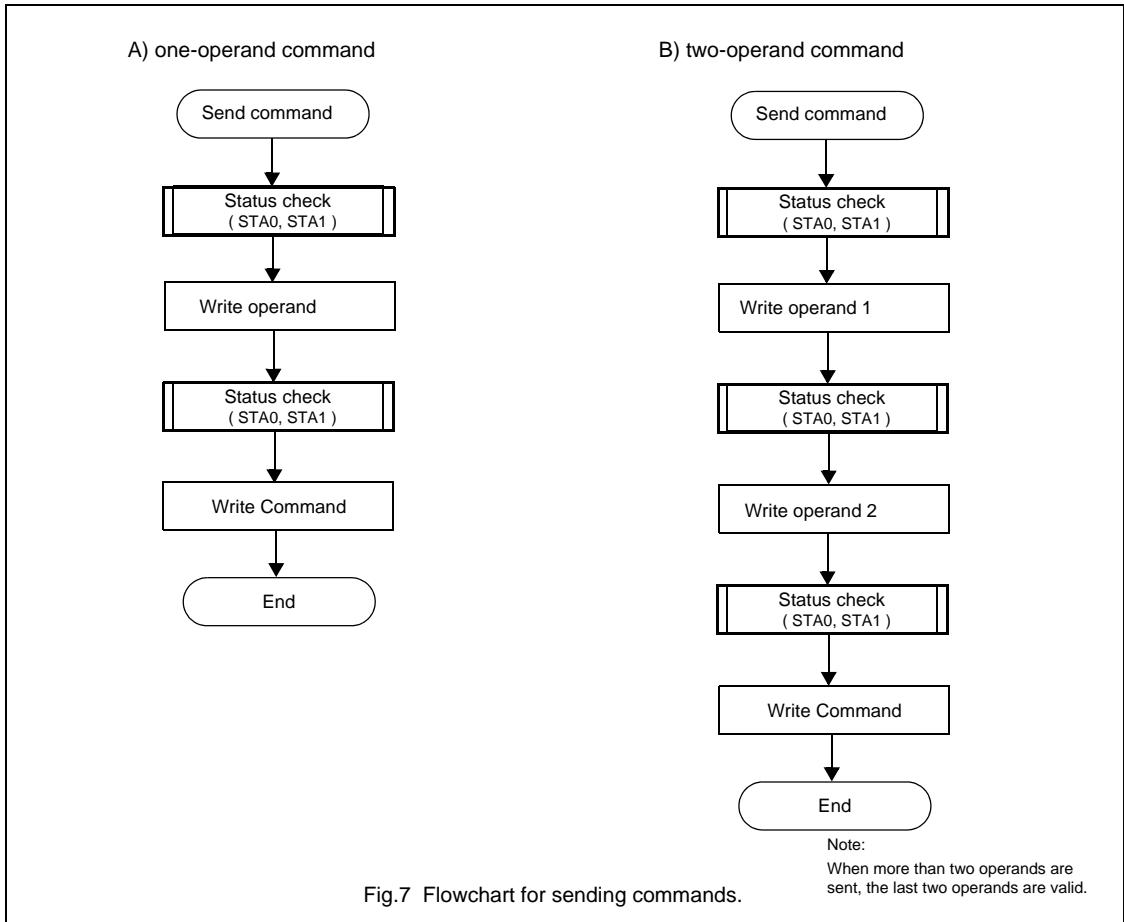 A) one-operand command
Send command
Status check
( STA0, STA1 )
Write operand
Status check
( STA0, STA1 )
Write Command
End
B) two-operand command
Send command
Status check
( STA0, STA1 )
Write operand 1
Status check
( STA0, STA1 )
Write operand 2
Status check
( STA0, STA1 )
Write Command
End
Note:
When more than two operands are
sent, the last two operands are valid.
Fig.7 Flowchart for sending commands.